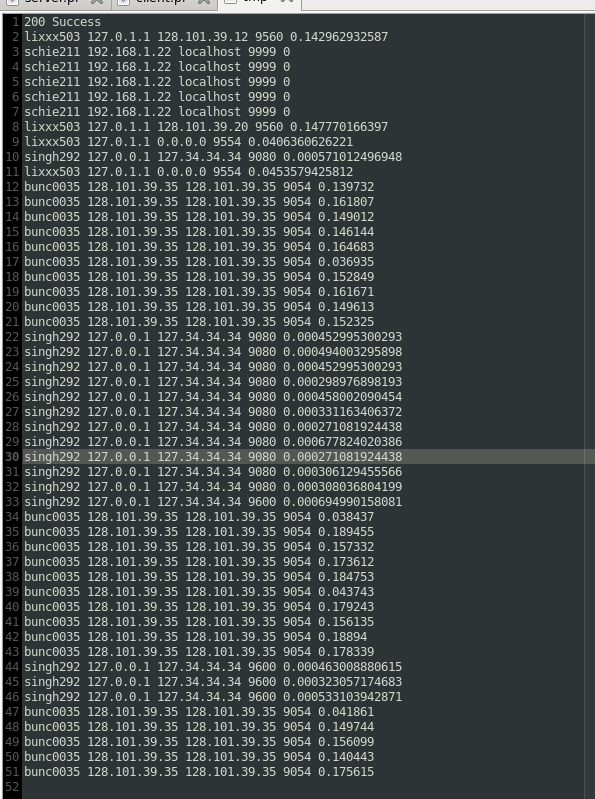 1 200 Success
2 lixxx503 127.0.1.1 128.101.39.12 9560 0.142962932587
3 schie211 192.168.1.22 localhost 9999 0
4 schie211 192.168.1.22 localhost 9999 0
5 schie211 192.168.1.22 localhost 9999 0
6 schie211 192.168.1.22 localhost 9999 0
7 schie211 192.168.1.22 localhost 9999 0
8 lixxx503 127.0.1.1 128.101.39.20 9560 0.147770166397
9 lixxx503 127.0.1.1 0.0.0.0 9554 0.0406360626221
10 singh292 127.0.0.1 127.34.34.34 9080 0.000571012496948
11 lixxx503 127.0.1.1 0.0.0.0 9554 0.0453579425812
12 bunc0035 128.101.39.35 128.101.39.35 9054 0.139732
13 bunc0035 128.101.39.35 128.101.39.35 9054 0.161807
14 bunc0035 128.101.39.35 128.101.39.35 9054 0.149012
15 bunc0035 128.101.39.35 128.101.39.35 9054 0.146144
16 bunc0035 128.101.39.35 128.101.39.35 9054 0.164683
17 bunc0035 128.101.39.35 128.101.39.35 9054 0.036935
18 bunc0035 128.101.39.35 128.101.39.35 9054 0.152849
19 bunc0035 128.101.39.35 128.101.39.35 9054 0.161671
20 bunc0035 128.101.39.35 128.101.39.35 9054 0.149613
21 bunc0035 128.101.39.35 128.101.39.35 9054 0.152325
22 singh292 127.0.0.1 127.34.34.34 9080 0.000452995300293
23 singh292 127.0.0.1 127.34.34.34 9080 0.000494003295898
24 singh292 127.0.0.1 127.34.34.34 9080 0.000452995300293
25 singh292 127.0.0.1 127.34.34.34 9080 0.000298976898193
26 singh292 127.0.0.1 127.34.34.34 9080 0.000458002090454
27 singh292 127.0.0.1 127.34.34.34 9080 0.000331163406372
28 singh292 127.0.0.1 127.34.34.34 9080 0.000271081924438
29 singh292 127.0.0.1 127.34.34.34 9080 0.000677824020386
30 singh292 127.0.0.1 127.34.34.34 9080 0.000271081924438
31 singh292 127.0.0.1 127.34.34.34 9080 0.000306129455566
32 singh292 127.0.0.1 127.34.34.34 9080 0.000308036804199
33 singh292 127.0.0.1 127.34.34.34 9600 0.000694990158081
34 bunc0035 128.101.39.35 128.101.39.35 9054 0.038437
35 bunc0035 128.101.39.35 128.101.39.35 9054 0.189455
36 bunc0035 128.101.39.35 128.101.39.35 9054 0.157332
37 bunc0035 128.101.39.35 128.101.39.35 9054 0.173612
38 bunc0035 128.101.39.35 128.101.39.35 9054 0.184753
39 bunc0035 128.101.39.35 128.101.39.35 9054 0.043743
40 bunc0035 128.101.39.35 128.101.39.35 9054 0.179243
41 bunc0035 128.101.39.35 128.101.39.35 9054 0.156135
42 bunc0035 128.101.39.35 128.101.39.35 9054 0.18894
43 bunc0035 128.101.39.35 128.101.39.35 9054 0.178339
44 singh292 127.0.0.1 127.34.34.34 9600 0.000463008880615
45 singh292 127.0.0.1 127.34.34.34 9600 0.000323057174683
46 singh292 127.0.0.1 127.34.34.34 9600 0.000533103942871
47 bunc0035 128.101.39.35 128.101.39.35 9054 0.041861
48 bunc0035 128.101.39.35 128.101.39.35 9054 0.149744
49 bunc0035 128.101.39.35 128.101.39.35 9054 0.156099
50 bunc0035 128.101.39.35 128.101.39.35 9054 0.140443
51 bunc0035 128.101.39.35 128.101.39.35 9054 0.175615
52